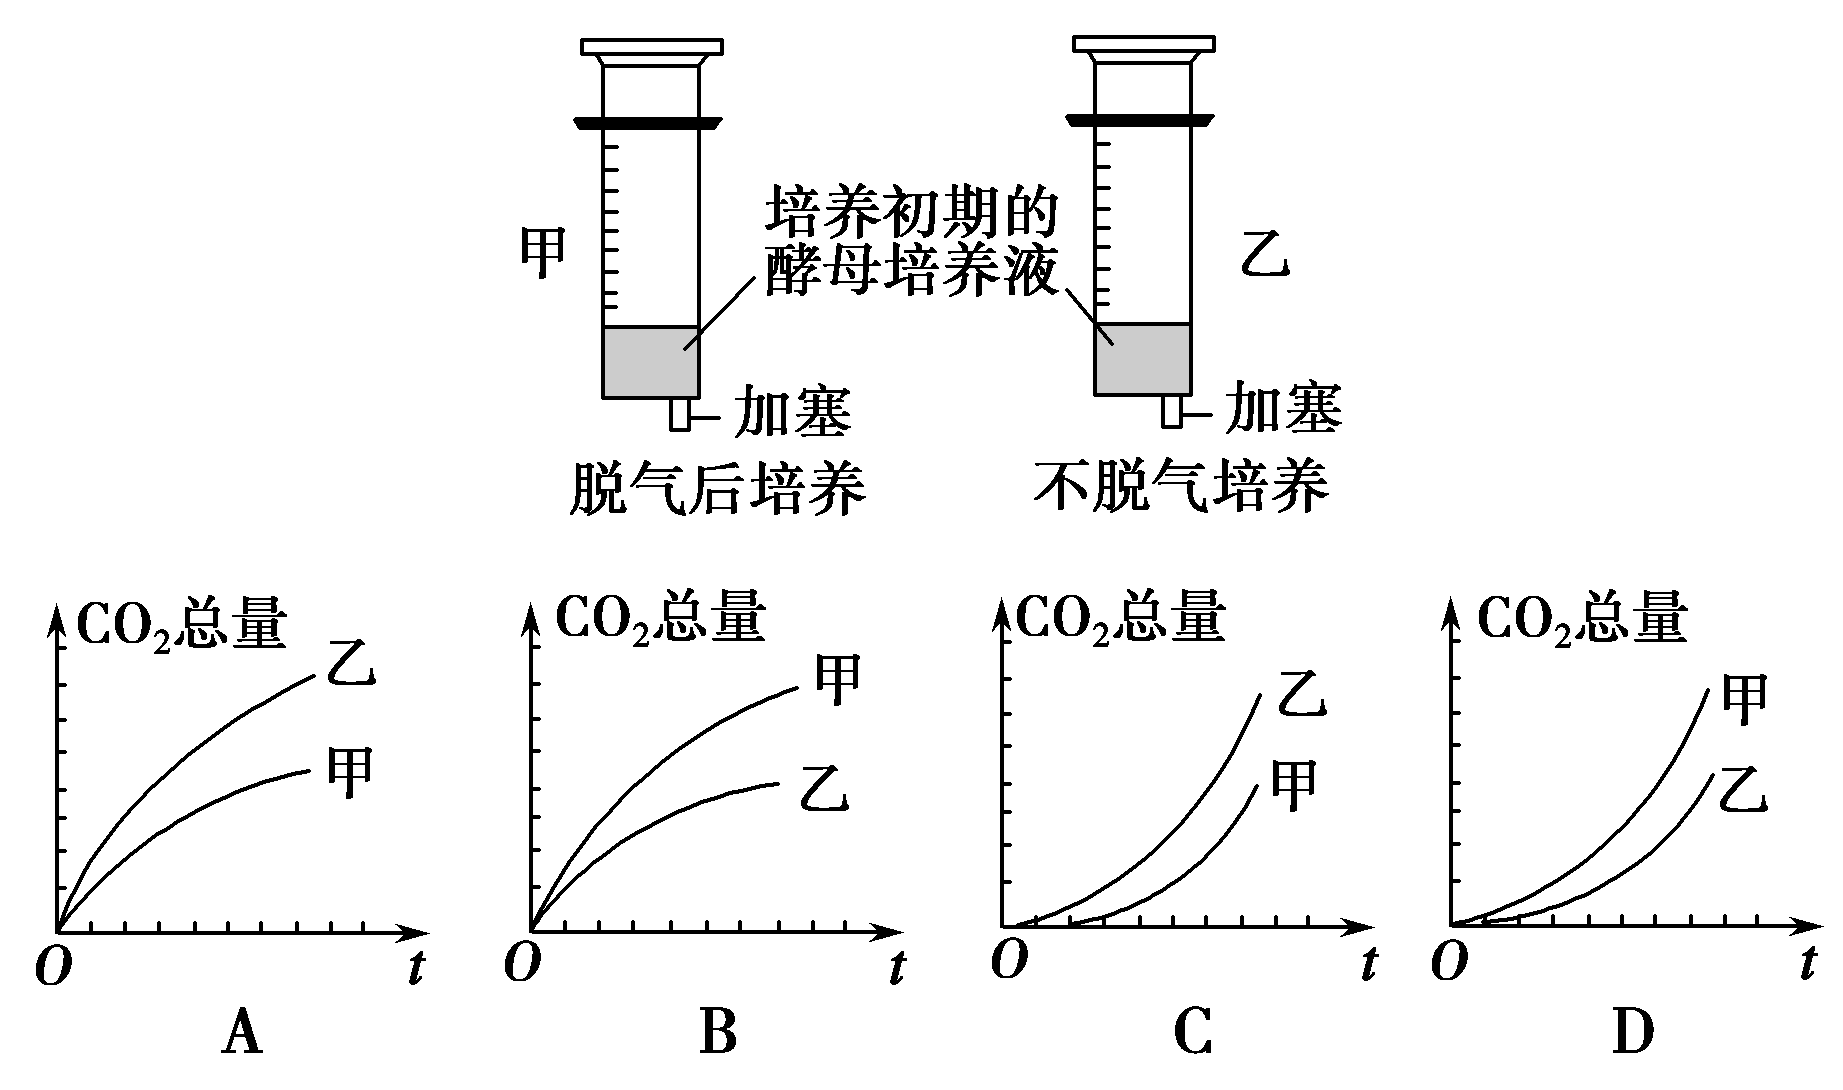 甲
培养初期的
酵母培养液
乙
加塞
加塞
脱气后培养
不脱气培养
CO₂总量
乙
甲
O
t
A
CO₂总量
甲
乙
O
t
B
CO₂总量
乙
甲
O
t
C
CO₂总量
甲
乙
O
t
D